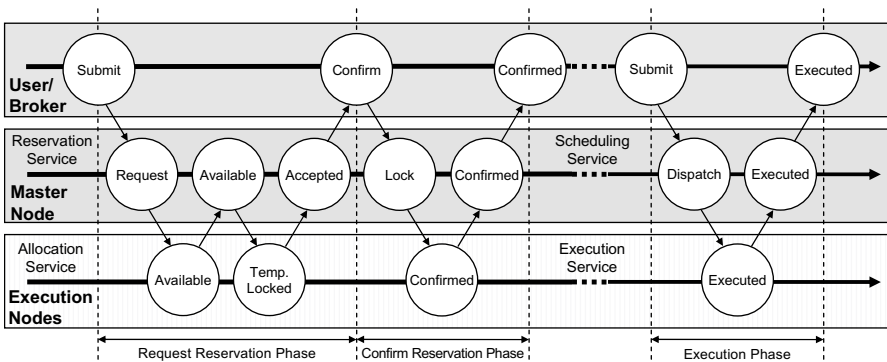 Submit
Confirm
Confirmed
Submit
Executed
User/
Broker
Reservation
Service
Master
Node
Request
Available
Accepted
Lock
Confirmed
Scheduling
Service
Dispatch
Executed
Allocation
Service
Execution
Nodes
Available
Temp.
Locked
Confirmed
Execution
Service
Executed
Request Reservation Phase
Confirm Reservation Phase
Execution Phase